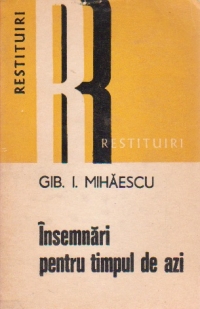 RESTITUIRI
R
RESTITUIRI
GIB. I. MIHĂESCU
Însemnări
pentru timpul de azi